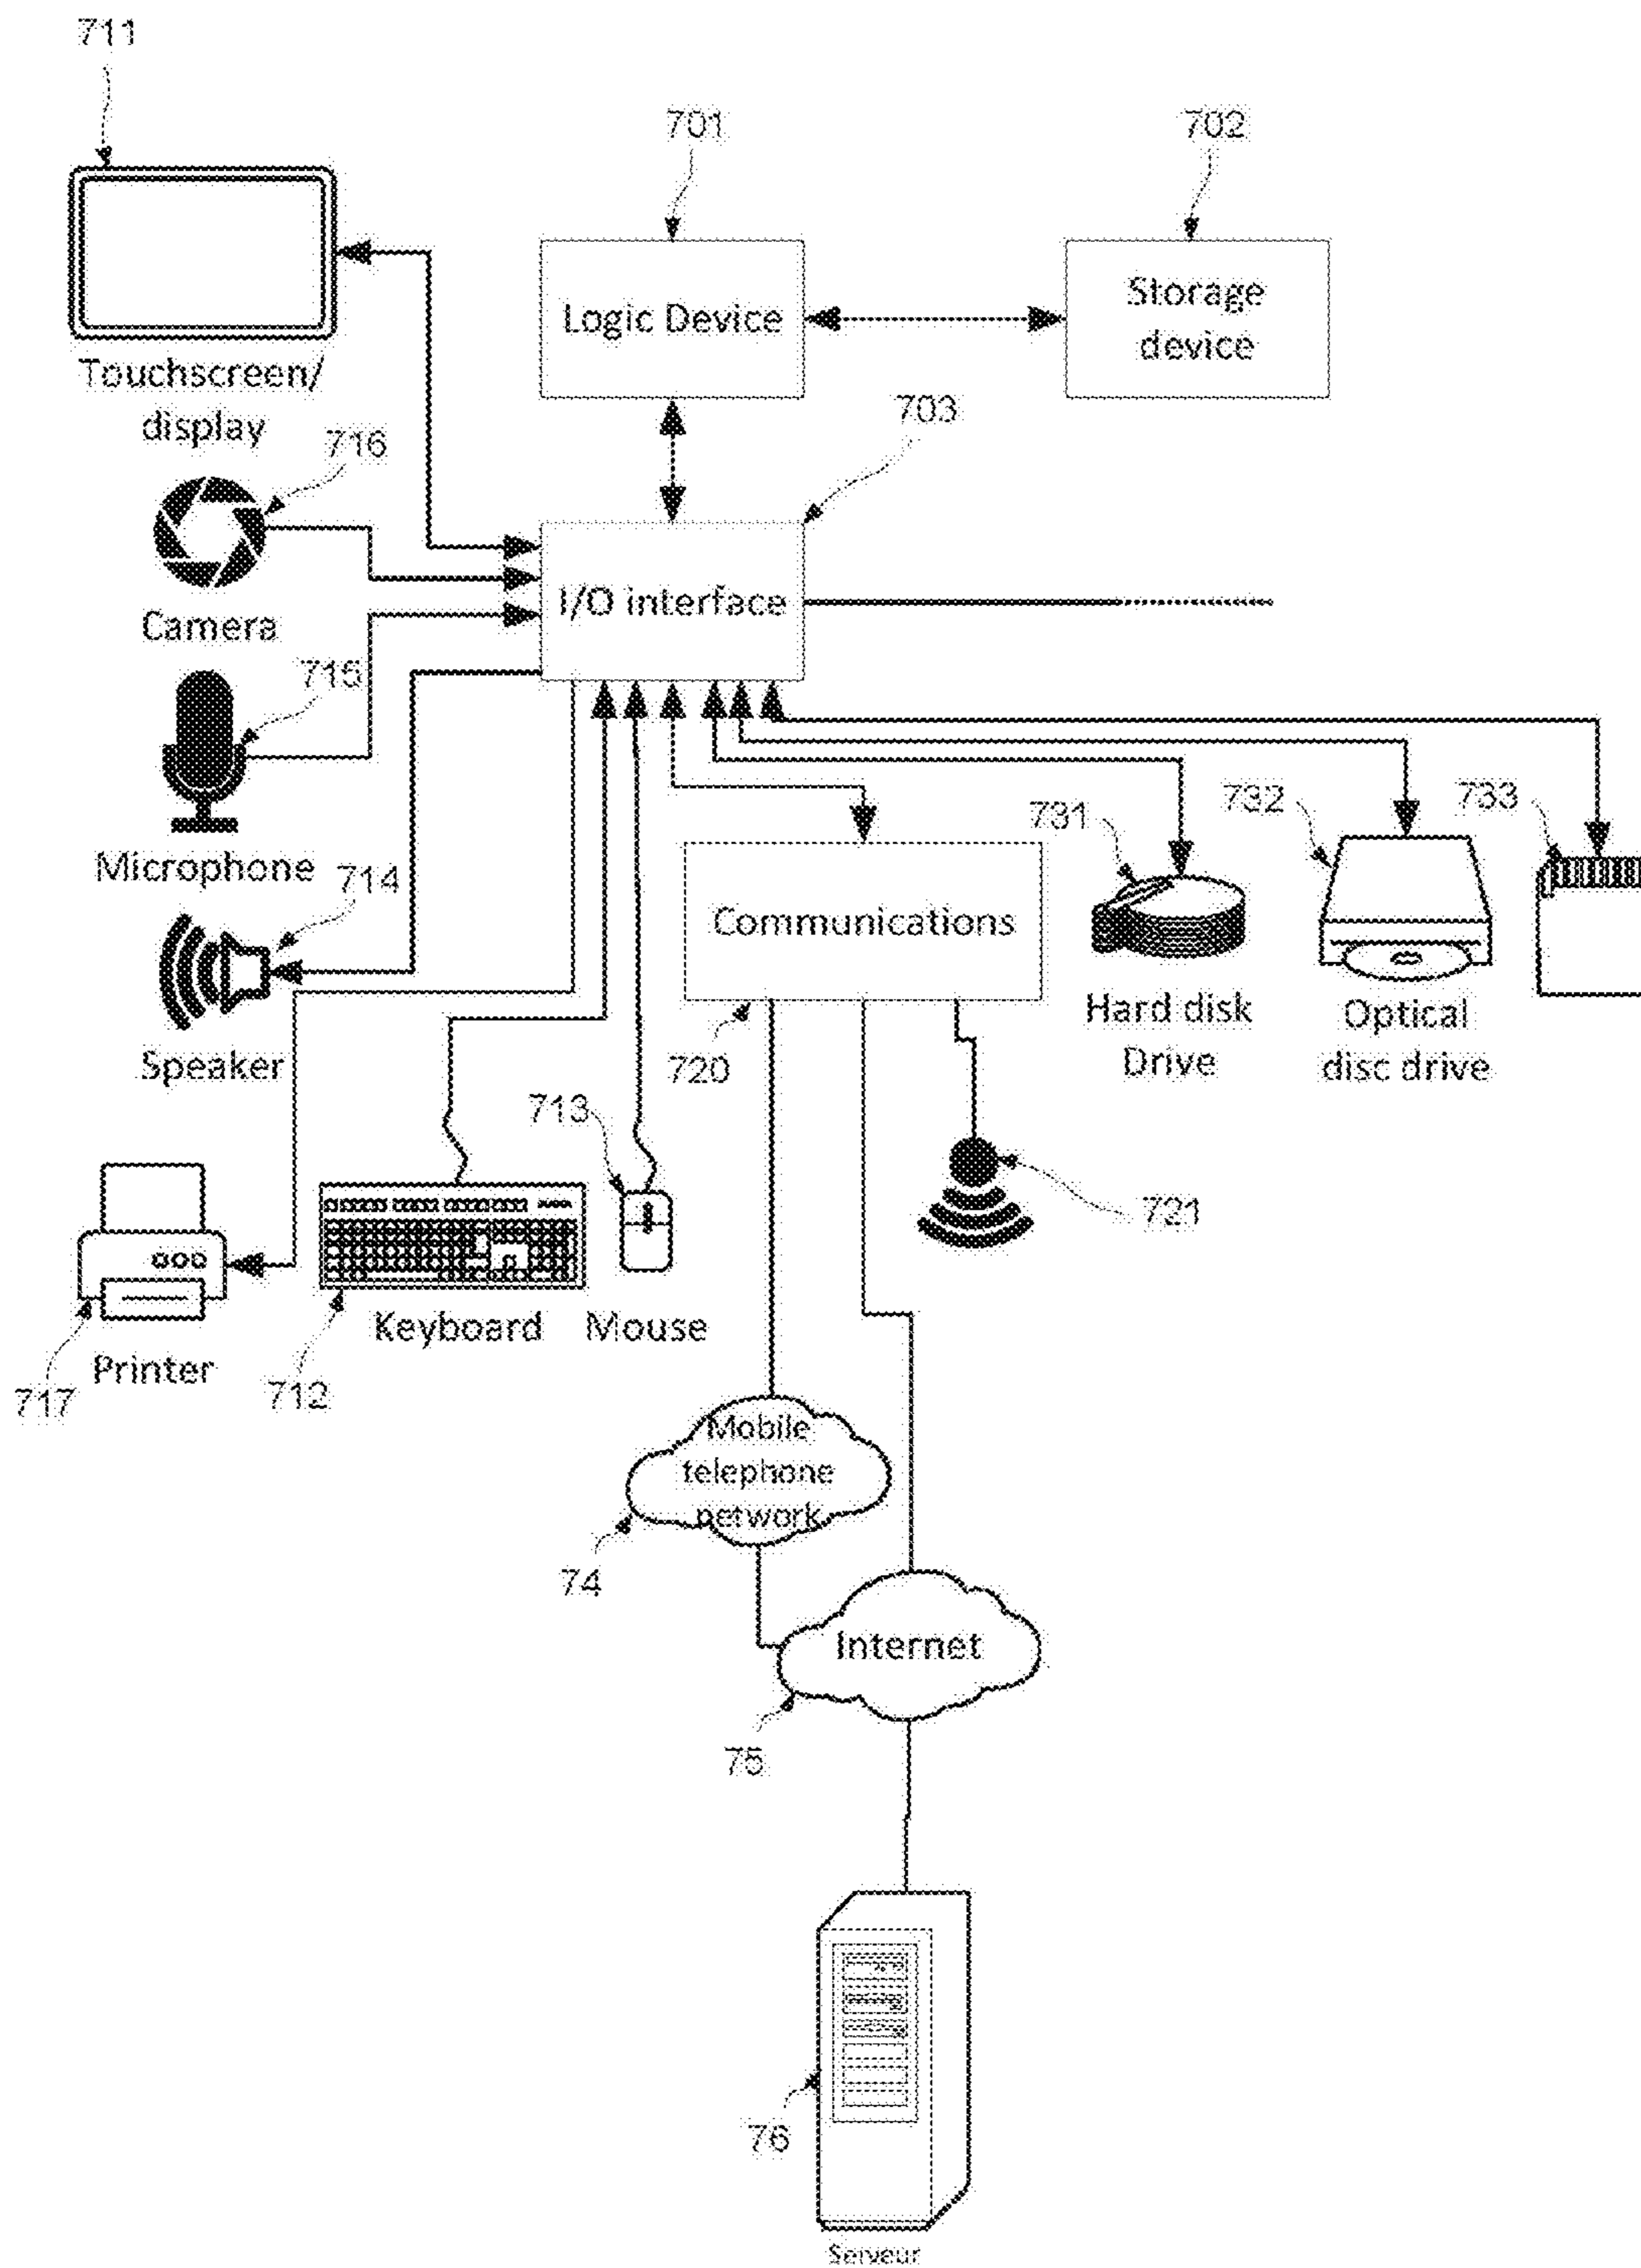 711
701
702
Logic Device
Storage
device
Touchscreen/
display
703
716
I/O interface
Camera
715
Microphone
714
731
732
733
Communications
Speaker
720
Hard disk
Drive
Optical
disc drive
713
721
Printer
Keyboard
Mouse
717
712
Mobile
telephone
network
74
Internet
75
76
Serveur